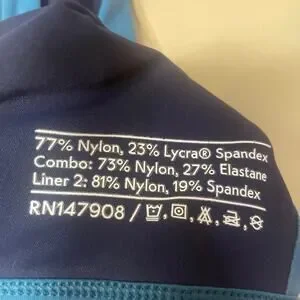 77% Nylon, 23% Lycra® Spandex
Combo: 73% Nylon, 27% Elastane
Liner 2: 81% Nylon, 19% Spandex
RN147908 /